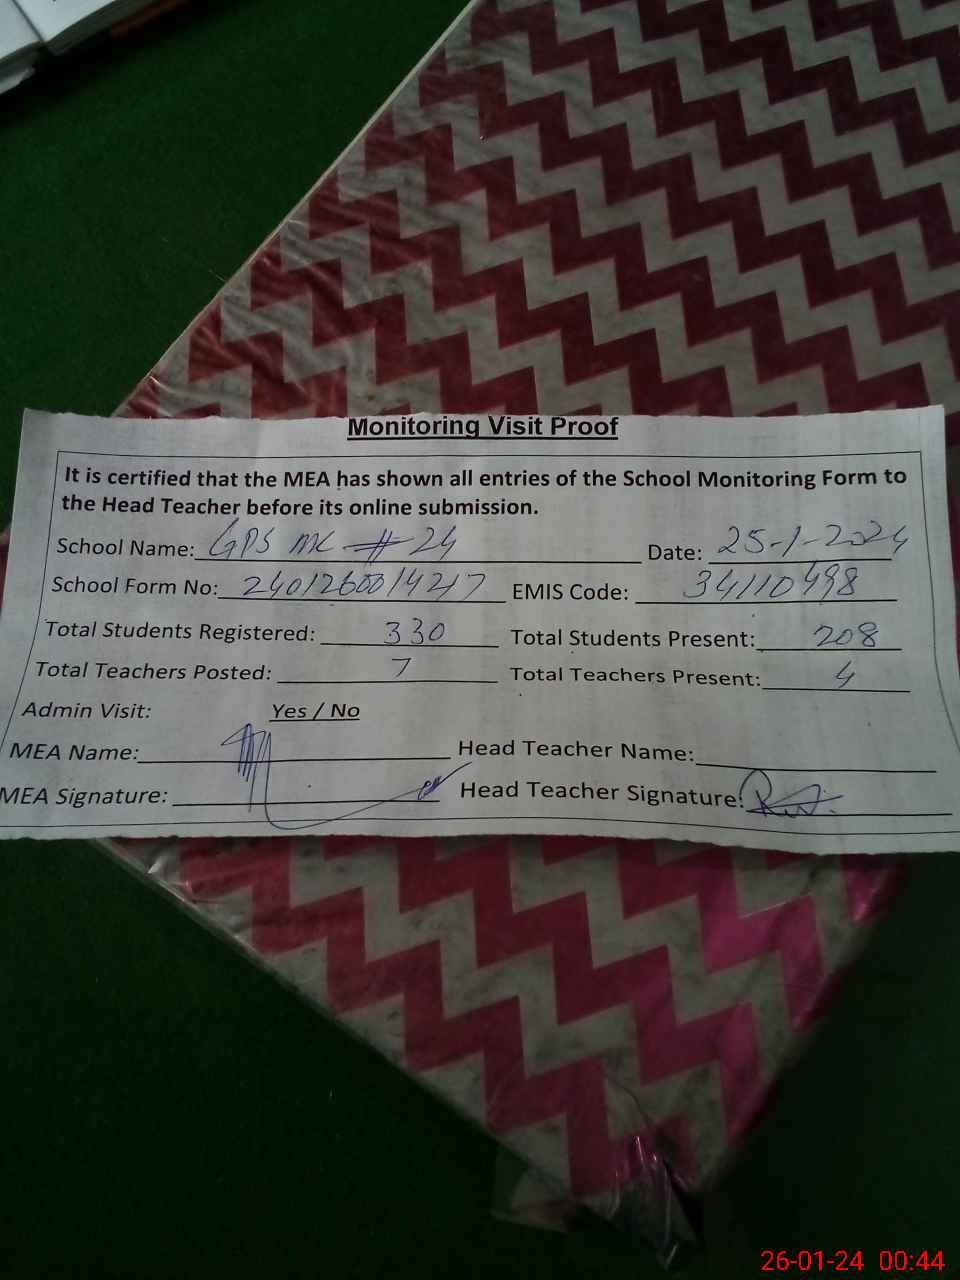 Monitoring Visit Proof
It is certified that the MEA has shown all entries of the School Monitoring Form to
the Head Teacher before its online submission.
School Name: GPS MC # 24 Date: 25-1-2024
School Form No: 2401260014217 EMIS Code: 34110498
Total Students Registered: 330 Total Students Present: 208
Total Teachers Posted: 7 Total Teachers Present: 4
Admin Visit: Yes / No
MEA Name: Head Teacher Name:
MEA Signature: Head Teacher Signature:
26-01-24 00:44